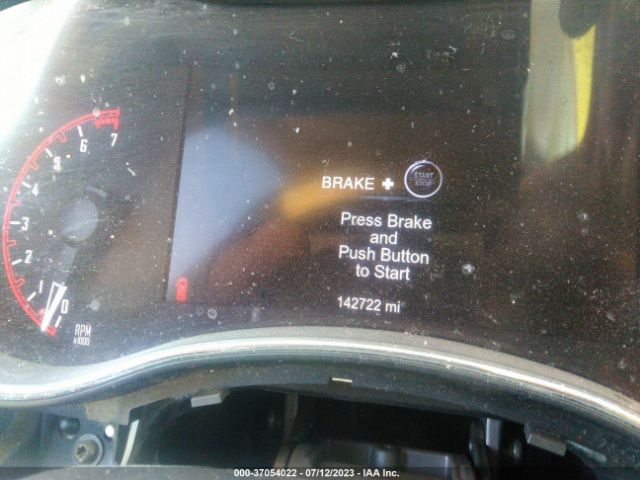 7
6
5
4
3
2
1
0
RPM
x1000
BRAKE + START
STOP
Press Brake
and
Push Button
to Start
142722 mi
000-37054022 - 07/12/2023 - IAA Inc.